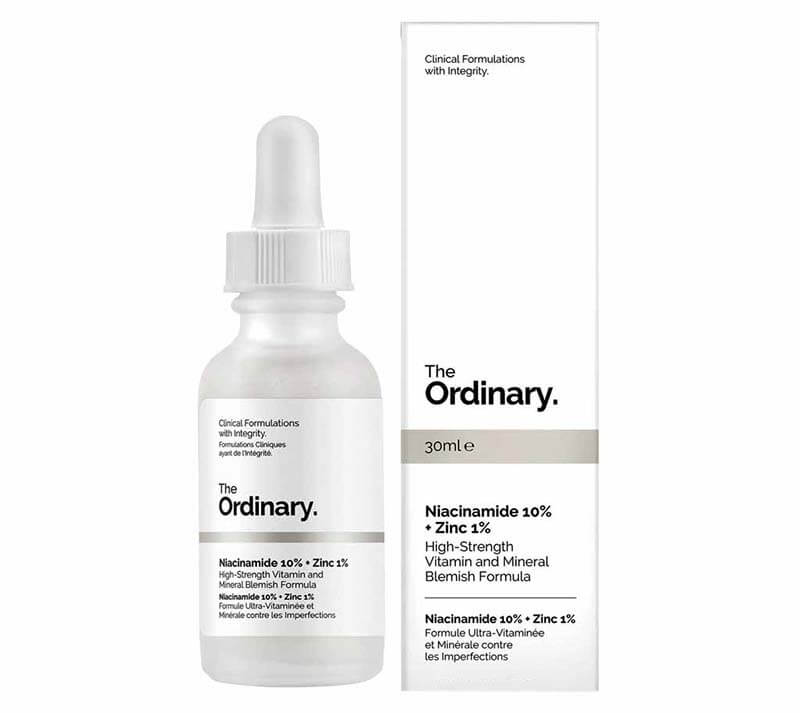 Clinical Formulations
with Integrity.
Formulations Cliniques
ayant de l'Intégrité.
The
Ordinary.
Niacinamide 10% + Zinc 1%
High-Strength Vitamin and
Mineral Blemish Formula
Niacinamide 10% + Zinc 1%
Formule Ultra-Vitaminée et
Minérale contre les Imperfections
Clinical Formulations
with Integrity.
The
Ordinary.
30ml ℮
Niacinamide 10%
+ Zinc 1%
High-Strength
Vitamin and Mineral
Blemish Formula
Niacinamide 10% + Zinc 1%
Formule Ultra-Vitaminée
et Minérale contre
les Imperfections